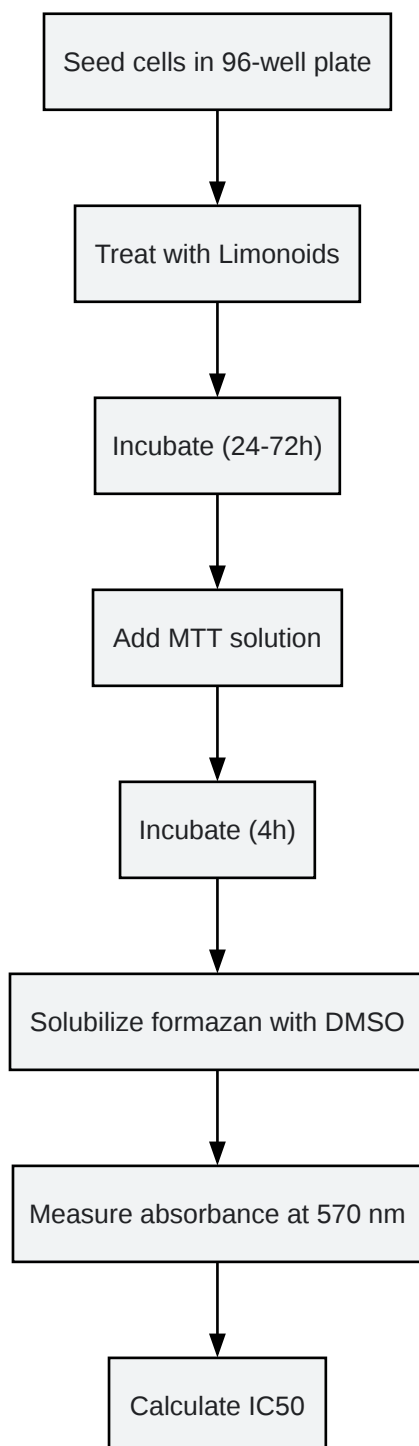 Seed cells in 96-well plate
Treat with Limonoids
Incubate (24-72h)
Add MTT solution
Incubate (4h)
Solubilize formazan with DMSO
Measure absorbance at 570 nm
Calculate IC50